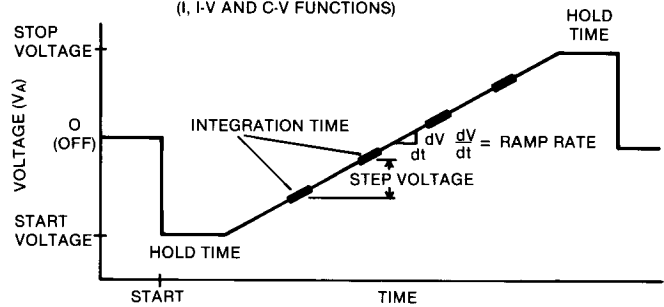 (I, I-V AND C-V FUNCTIONS)
HOLD
TIME
STOP
VOLTAGE
VOLTAGE (VA)
O
(OFF)
INTEGRATION TIME
dV
dt
dV/dt = RAMP RATE
STEP VOLTAGE
START
VOLTAGE
HOLD TIME
START
TIME